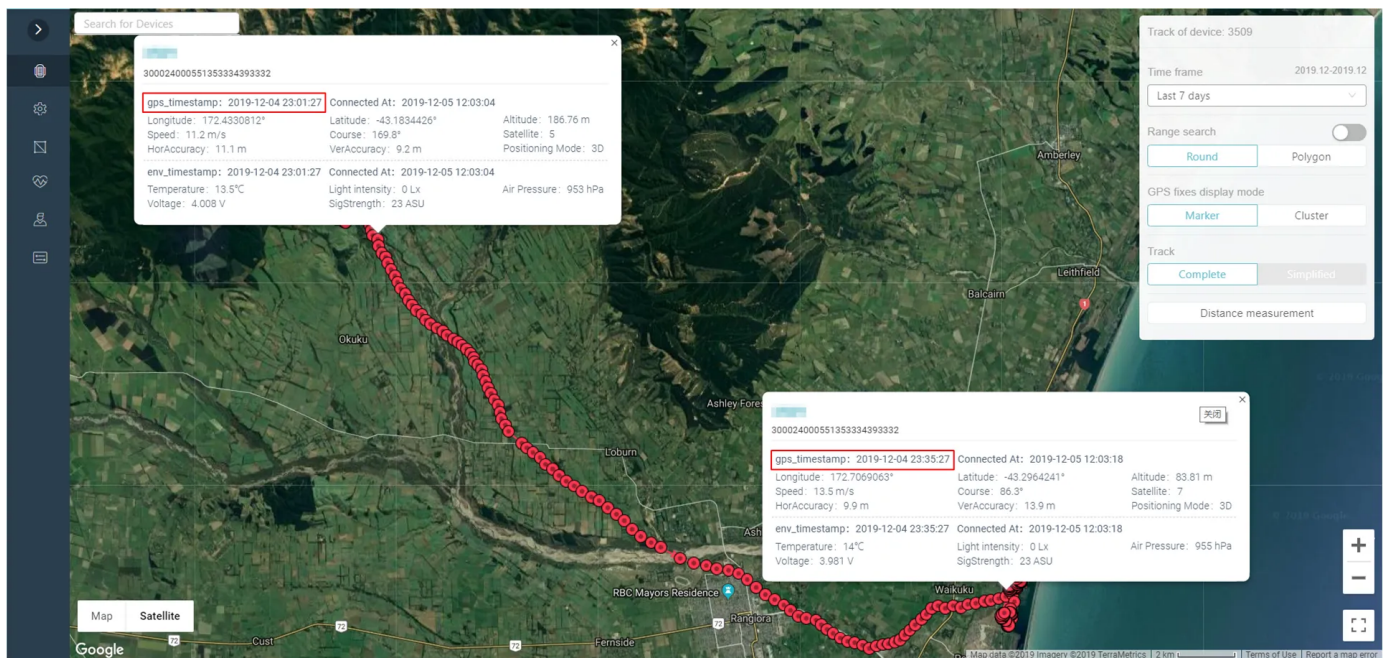 Search for Devices
300024000551353334393332
gps_timestamp: 2019-12-04 23:01:27 Connected At: 2019-12-05 12:03:04
Longitude: 172.4330812° Latitude: -43.1834426° Altitude: 186.76 m
Speed: 11.2 m/s Course: 169.8° Satellite: 5
HorAccuracy: 11.1 m VerAccuracy: 9.2 m Positioning Mode: 3D
env_timestamp: 2019-12-04 23:01:27 Connected At: 2019-12-05 12:03:04
Temperature: 13.5℃ Light intensity: 0 Lx Air Pressure: 953 hPa
Voltage: 4.008 V SigStrength: 23 ASU
Track of device: 3509
Time frame 2019.12-2019.12
Last 7 days
Range search
Round Polygon
GPS fixes display mode
Marker Cluster
Track
Complete Simplified
Distance measurement
Amberley
Leithfield
Balcairn
1
Okuku
Ashley Fore
Loburn
Ash
关闭
300024000551353334393332
gps_timestamp: 2019-12-04 23:35:27 Connected At: 2019-12-05 12:03:18
Longitude: 172.7069063° Latitude: -43.2964241° Altitude: 83.81 m
Speed: 13.5 m/s Course: 86.3° Satellite: 7
HorAccuracy: 9.9 m VerAccuracy: 13.9 m Positioning Mode: 3D
env_timestamp: 2019-12-04 23:35:27 Connected At: 2019-12-05 12:03:18
Temperature: 14℃ Light intensity: 0 Lx Air Pressure: 955 hPa
Voltage: 3.981 V SigStrength: 23 ASU
RBC Mayors Residence
Waikuku
Rangiora
72
Map Satellite
72
72
72
Cust
Fernside
Google
Map data ©2019 Imagery ©2019 TerraMetrics 2 km Terms of Use Report a map error